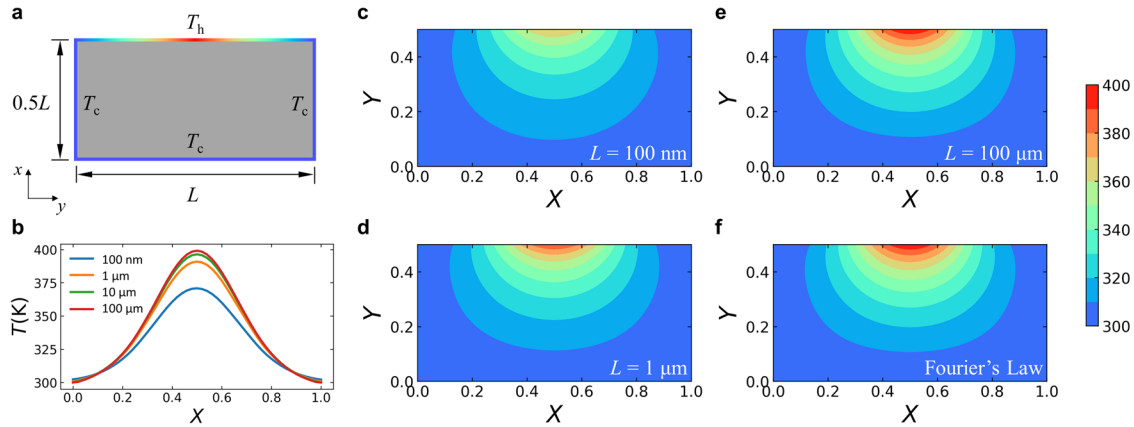 a
T_h
0.5L
T_c
T_c
T_c
x
y
L
b
T(K)
400
375
350
325
300
100 nm
1 μm
10 μm
100 μm
0.0 0.2 0.4 0.6 0.8 1.0
X
c
Y
0.4
0.2
0.0
L = 100 nm
0.0 0.2 0.4 0.6 0.8 1.0
X
d
Y
0.4
0.2
0.0
L = 1 μm
0.0 0.2 0.4 0.6 0.8 1.0
X
e
Y
0.4
0.2
0.0
L = 100 μm
0.0 0.2 0.4 0.6 0.8 1.0
X
f
Y
0.4
0.2
0.0
Fourier's Law
0.0 0.2 0.4 0.6 0.8 1.0
X
400
380
360
340
320
300